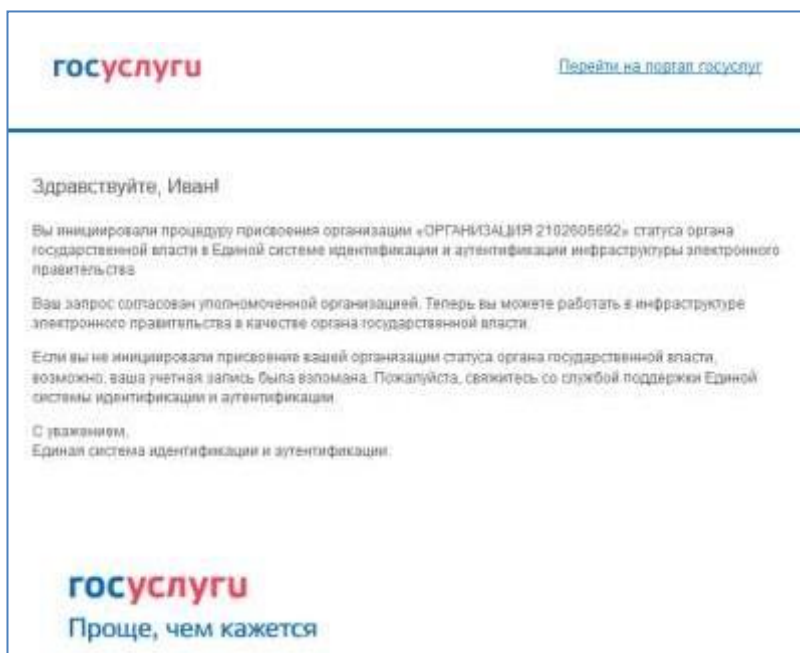 госуслуги
Перейти на портал госуслуг
Здравствуйте, Иван!
Вы инициировали процедуру присвоения организации «ОРГАНИЗАЦИЯ 2102605692» статуса органа
государственной власти в Единой системе идентификации и аутентификации инфраструктуры электронного
правительства.
Ваш запрос согласован уполномоченной организацией. Теперь вы можете работать в инфраструктуре
электронного правительства в качестве органа государственной власти.
Если вы не инициировали присвоение вашей организации статуса органа государственной власти,
возможно, ваша учетная запись была взломана. Пожалуйста, свяжитесь со службой поддержки Единой
системы идентификации и аутентификации.
С уважением,
Единая система идентификации и аутентификации.
госуслуги
Проще, чем кажется